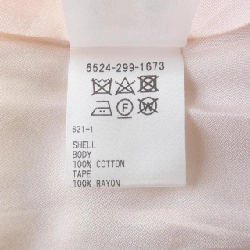 5524-299-1673
821-1
SHELL
BODY
100% COTTON
TAPE
100% RAYON